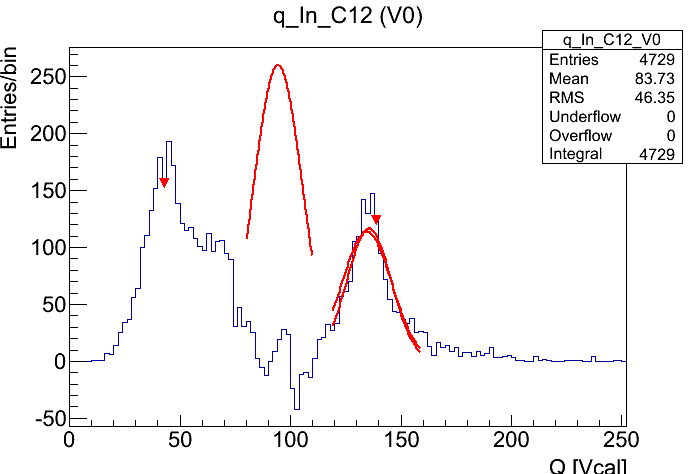 q_In_C12 (V0)
q_In_C12_V0
Entries 4729
Mean 83.73
RMS 46.35
Underflow 0
Overflow 0
Integral 4729
Entries/bin
250
200
150
100
50
0
-50
0 50 100 150 200 250
Q [Vcal]